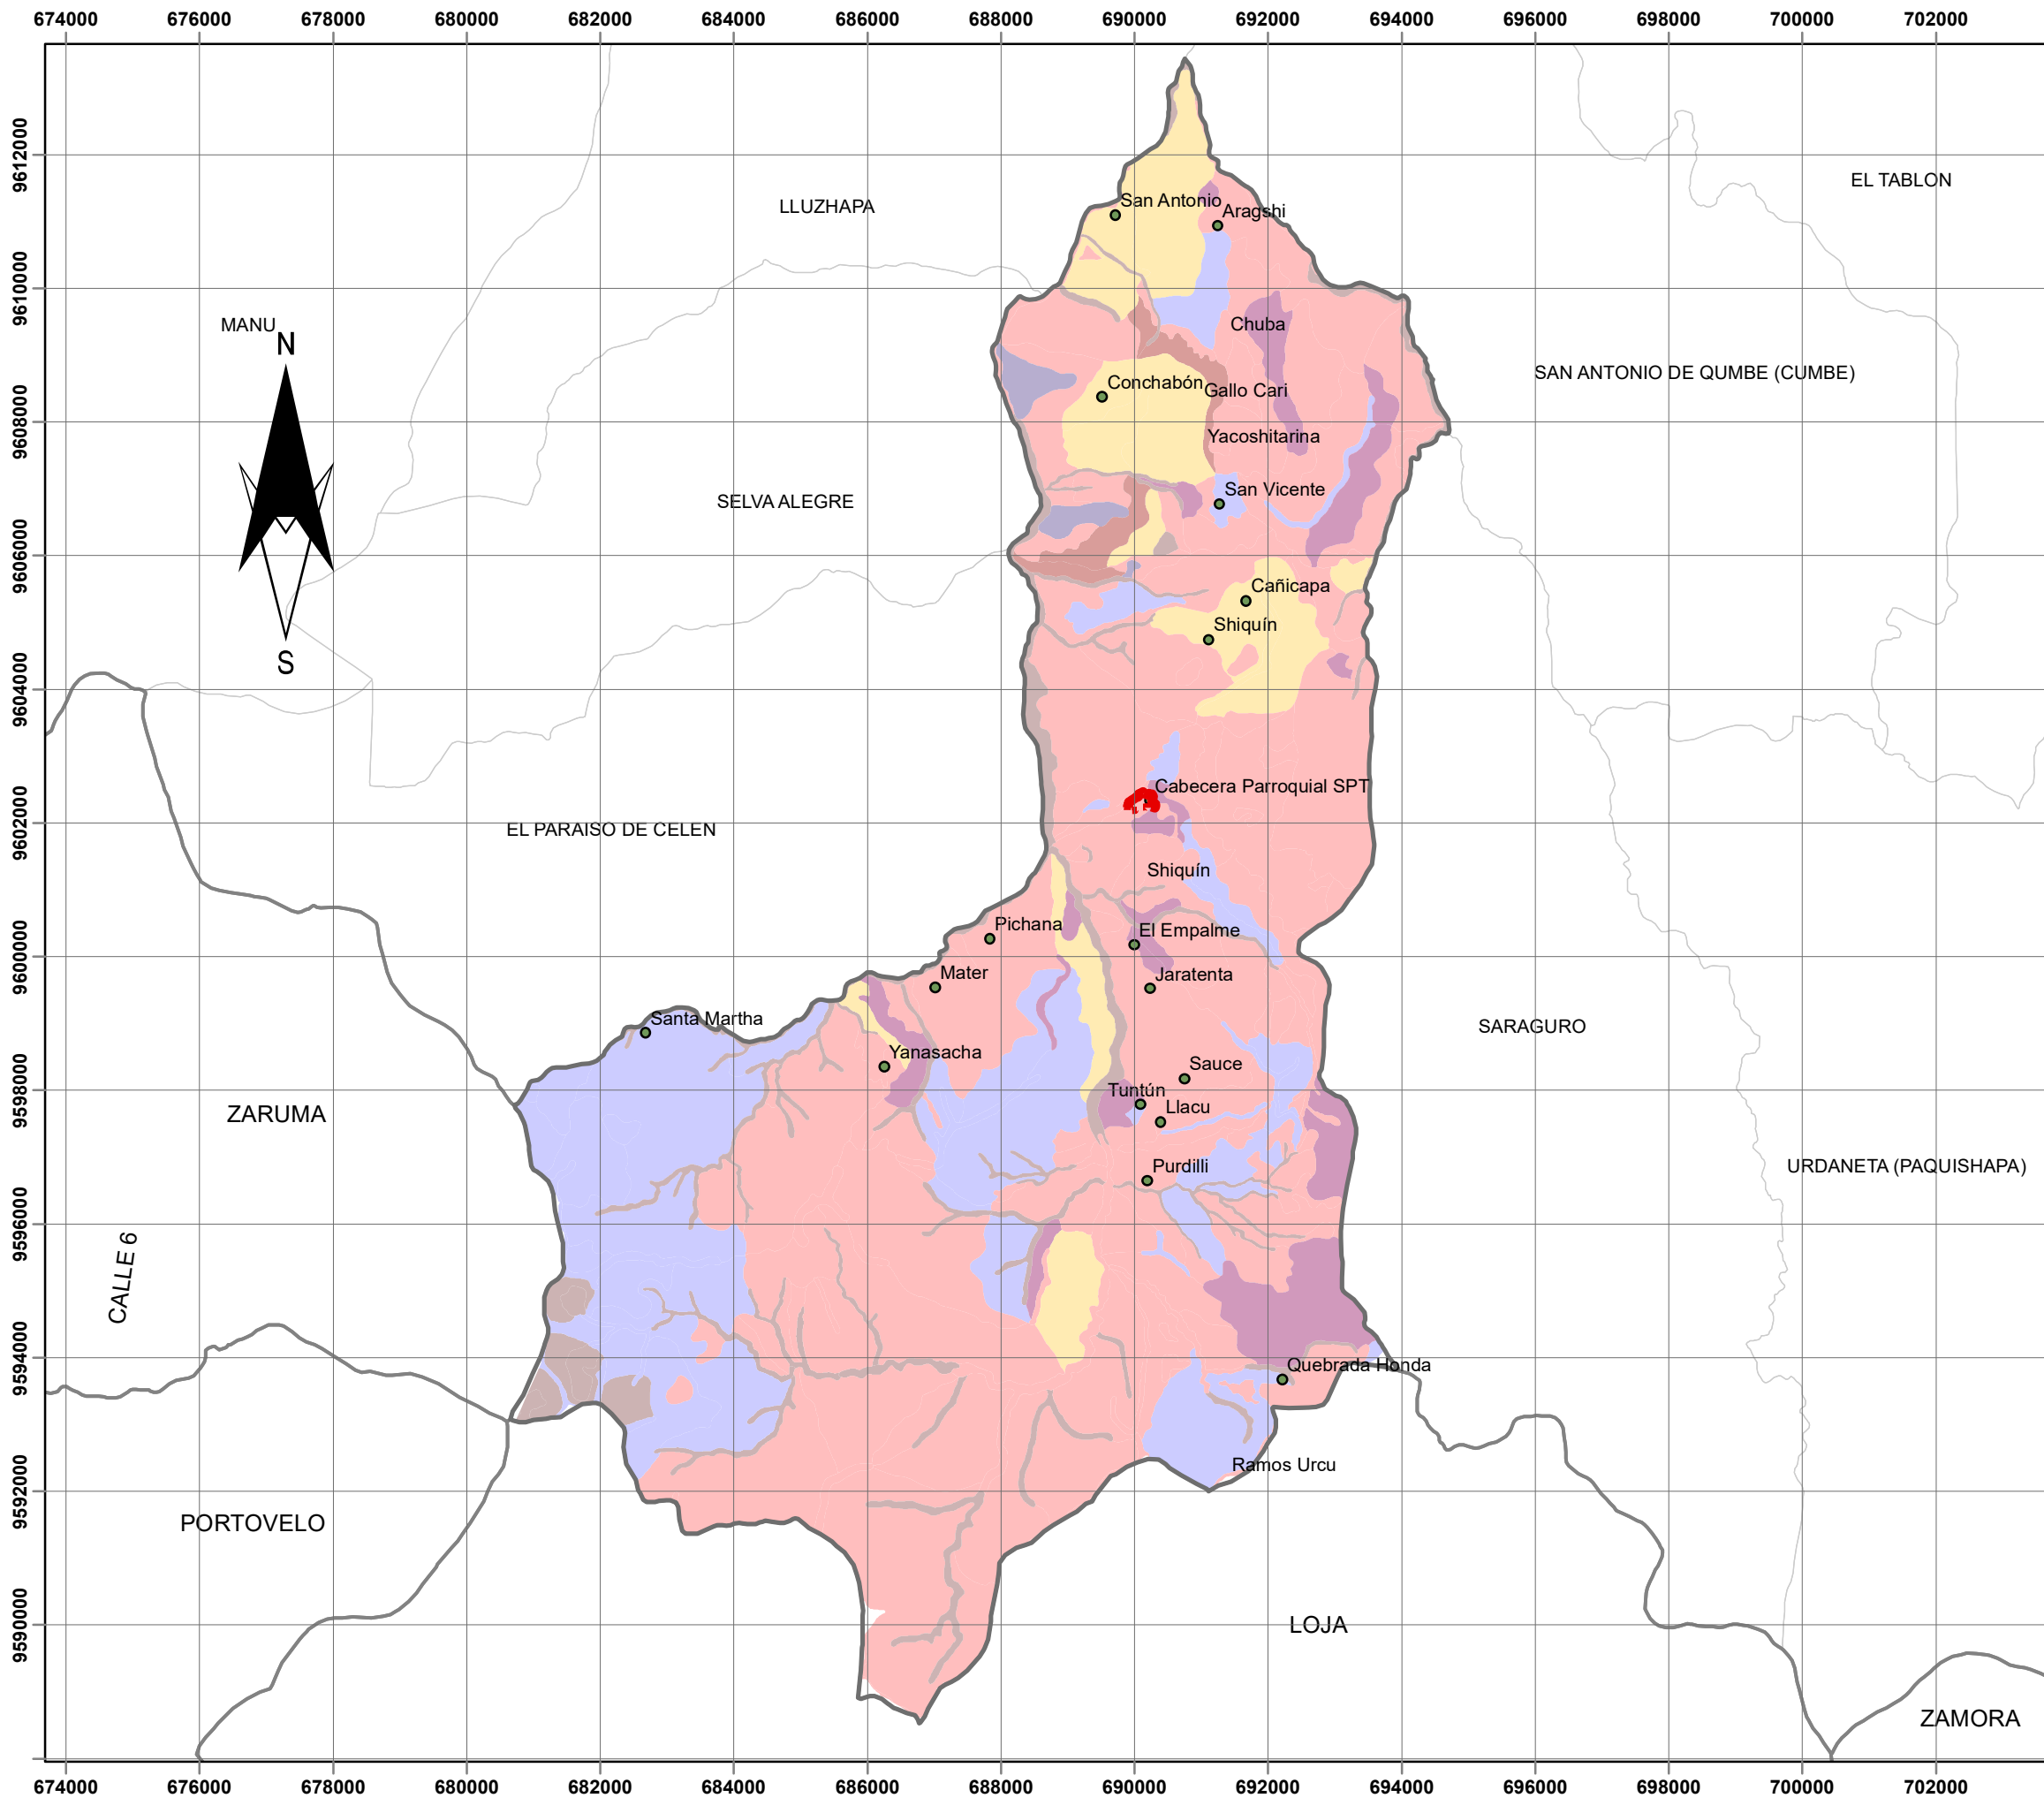 674000 676000 678000 680000 682000 684000 686000 688000 690000 692000 694000 696000 698000 700000 702000
9612000
EL TABLON
San Antonio
LLUZHAPA
Aragshi
9610000
MANU
Chuba
N
SAN ANTONIO DE QUMBE (CUMBE)
Conchabón
Gallo Cari
9608000
Yacoshitarina
San Vicente
SELVA ALEGRE
9606000
Cañicapa
Shiquín
S
9604000
Cabecera Parroquial SPT
9602000
EL PARAISO DE CELEN
Shiquín
Pichana
El Empalme
9600000
Mater
Jaratenta
Santa Martha
SARAGURO
Yanasacha
Sauce
9598000
Tuntún
Llacu
ZARUMA
Purdilli
URDANETA (PAQUISHAPA)
9596000
CALLE 6
9594000
Quebrada Honda
Ramos Urcu
9592000
PORTOVELO
9590000
LOJA
ZAMORA
674000 676000 678000 680000 682000 684000 686000 688000 690000 692000 694000 696000 698000 700000 702000